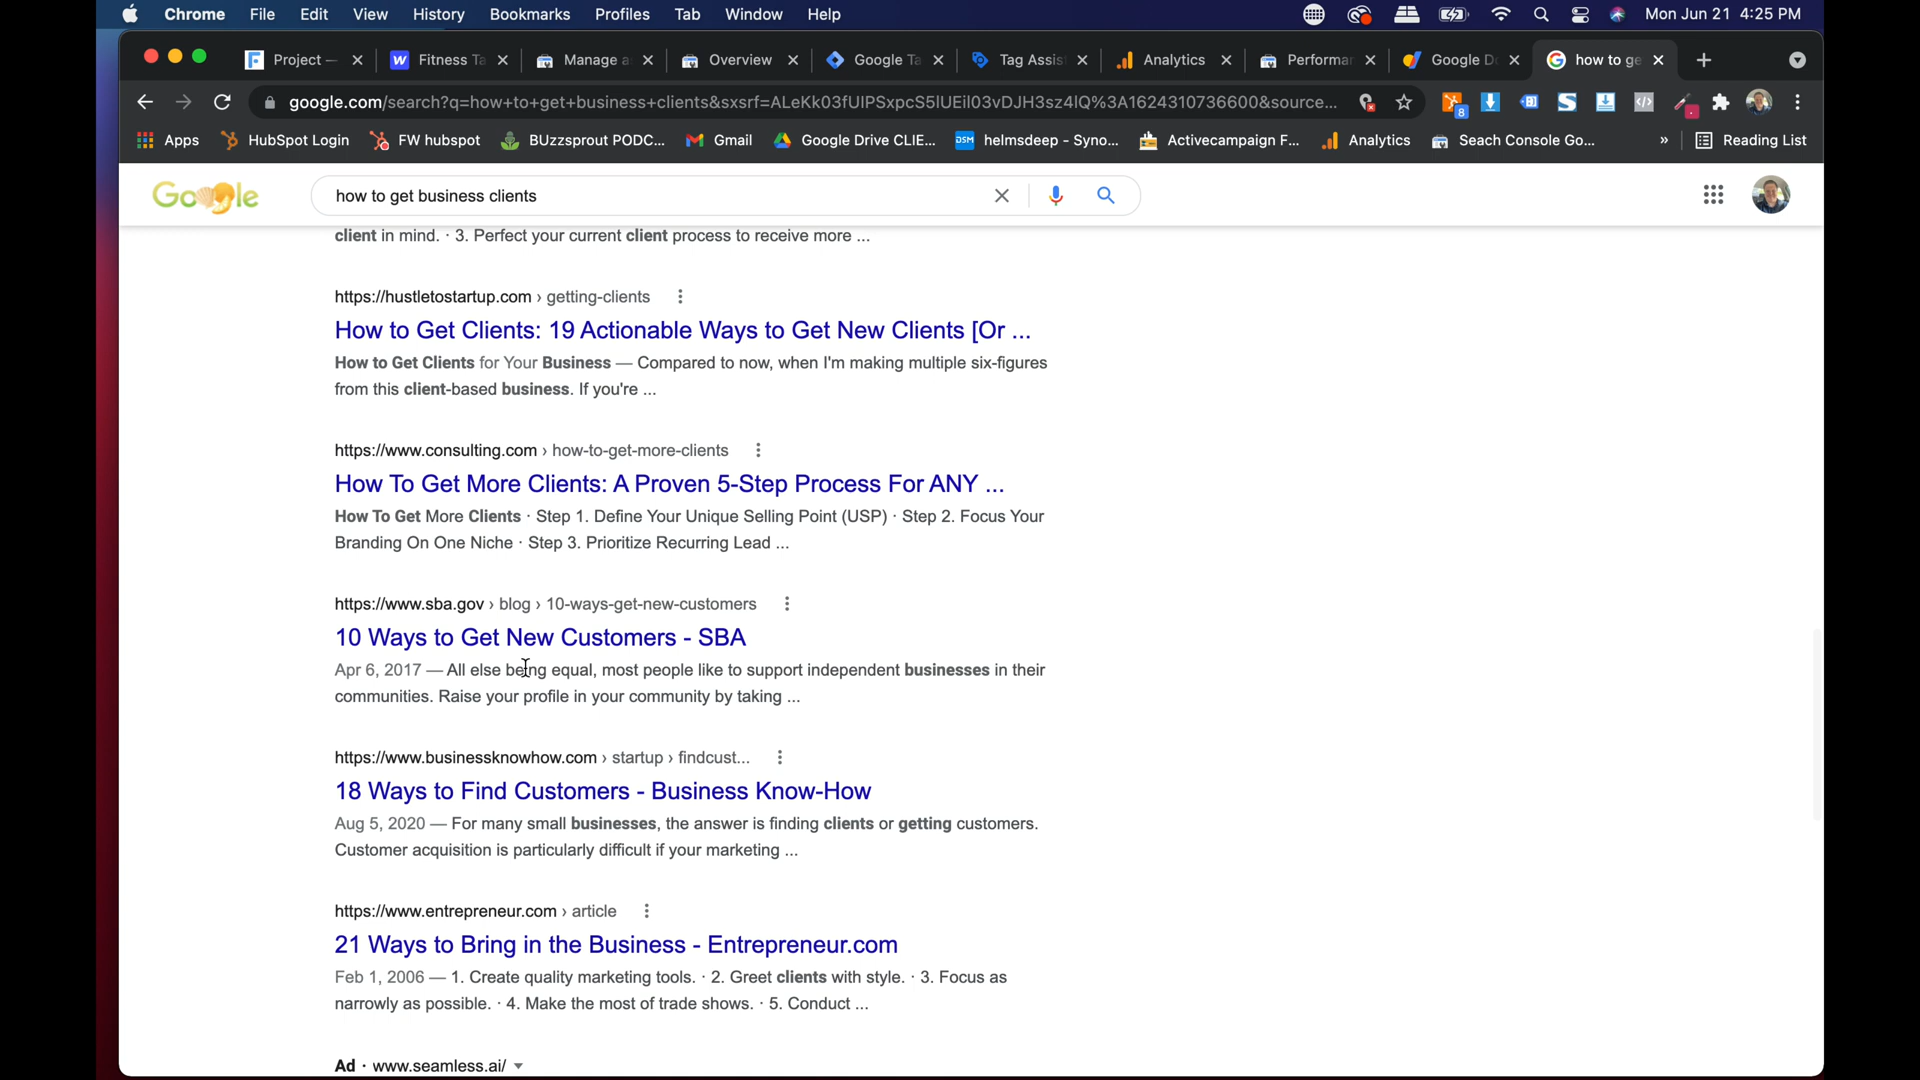 Chrome File Edit View History Bookmarks Profiles Tab Window Help Mon Jun 21 4:25 PM
Project — Fitness Ta Manage a Overview Google Ta Tag Assis Analytics Performan Google D how to ge
google.com/search?q=how+to+get+business+clients&sxsrf=ALeKk03fUIPSxpcS5lUEiI03vDJH3sz4lQ%3A1624310736600&source...
8
Apps HubSpot Login FW hubspot BUzzsprout PODC... Gmail Google Drive CLIE... DSM helmsdeep - Syno... Activecampaign F... Analytics Seach Console Go... » Reading List
Google how to get business clients
client in mind. · 3. Perfect your current client process to receive more ...
https://hustletostartup.com › getting-clients
How to Get Clients: 19 Actionable Ways to Get New Clients [Or ...
How to Get Clients for Your Business — Compared to now, when I'm making multiple six-figures
from this client-based business. If you're ...
https://www.consulting.com › how-to-get-more-clients
How To Get More Clients: A Proven 5-Step Process For ANY ...
How To Get More Clients · Step 1. Define Your Unique Selling Point (USP) · Step 2. Focus Your
Branding On One Niche · Step 3. Prioritize Recurring Lead ...
https://www.sba.gov › blog › 10-ways-get-new-customers
10 Ways to Get New Customers - SBA
Apr 6, 2017 — All else being equal, most people like to support independent businesses in their
communities. Raise your profile in your community by taking ...
https://www.businessknowhow.com › startup › findcust...
18 Ways to Find Customers - Business Know-How
Aug 5, 2020 — For many small businesses, the answer is finding clients or getting customers.
Customer acquisition is particularly difficult if your marketing ...
https://www.entrepreneur.com › article
21 Ways to Bring in the Business - Entrepreneur.com
Feb 1, 2006 — 1. Create quality marketing tools. · 2. Greet clients with style. · 3. Focus as
narrowly as possible. · 4. Make the most of trade shows. · 5. Conduct ...
Ad · www.seamless.ai/